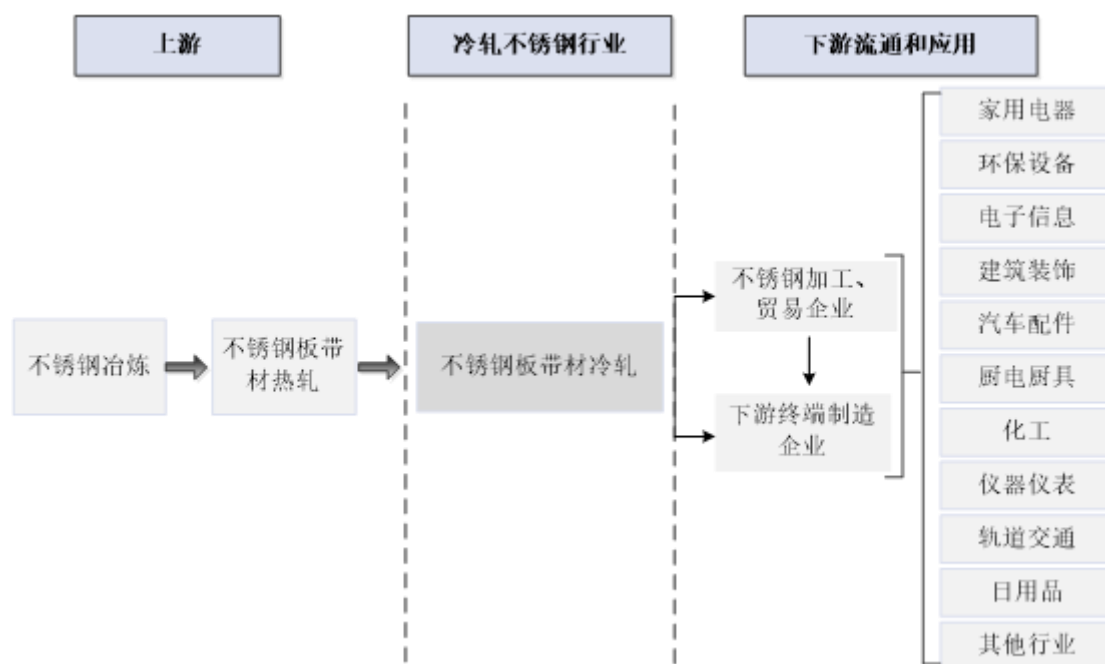 上游
冷轧不锈钢行业
下游流通和应用
不锈钢冶炼
不锈钢板带
材热轧
不锈钢板带材冷轧
不锈钢加工、
贸易企业
下游终端制造
企业
家用电器
环保设备
电子信息
建筑装饰
汽车配件
厨电厨具
化工
仪器仪表
轨道交通
日用品
其他行业